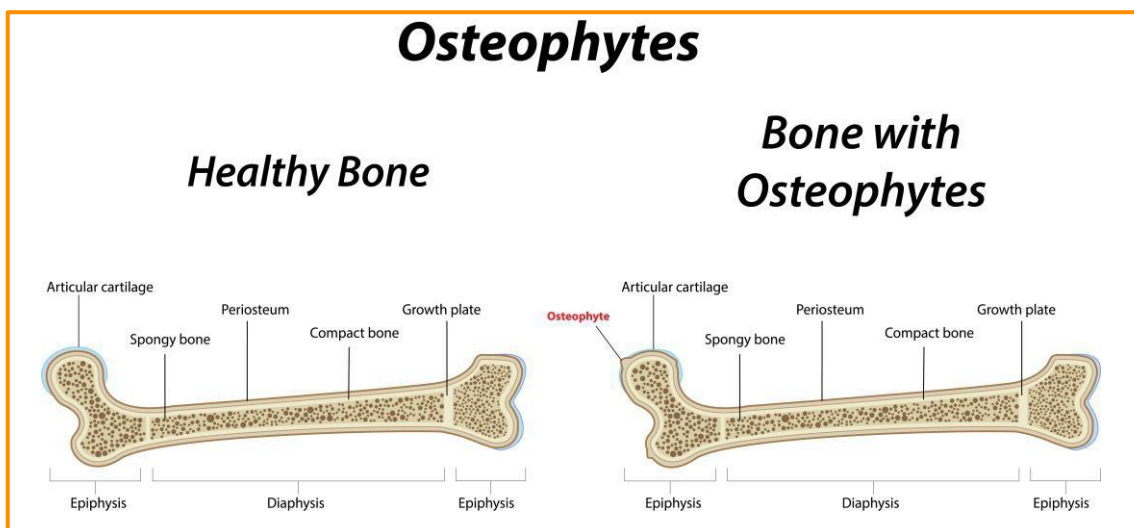 Osteophytes
Healthy Bone
Bone with
Osteophytes
Articular cartilage
Periosteum
Growth plate
Spongy bone
Compact bone
Epiphysis
Diaphysis
Epiphysis
Articular cartilage
Osteophyte
Periosteum
Growth plate
Spongy bone
Compact bone
Epiphysis
Diaphysis
Epiphysis